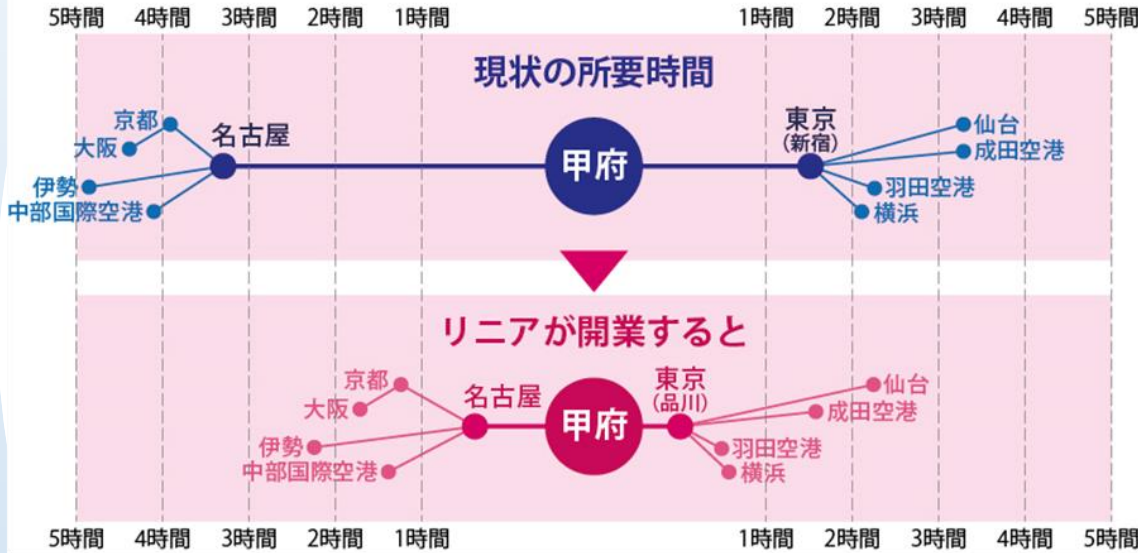 5時間 4時間 3時間 2時間 1時間 1時間 2時間 3時間 4時間 5時間
現状の所要時間
京都
大阪
名古屋
伊勢
中部国際空港
甲府
東京
(新宿)
仙台
成田空港
羽田空港
横浜
リニアが開業すると
京都
大阪
名古屋
伊勢
中部国際空港
甲府
東京
(品川)
仙台
成田空港
羽田空港
横浜
5時間 4時間 3時間 2時間 1時間 1時間 2時間 3時間 4時間 5時間